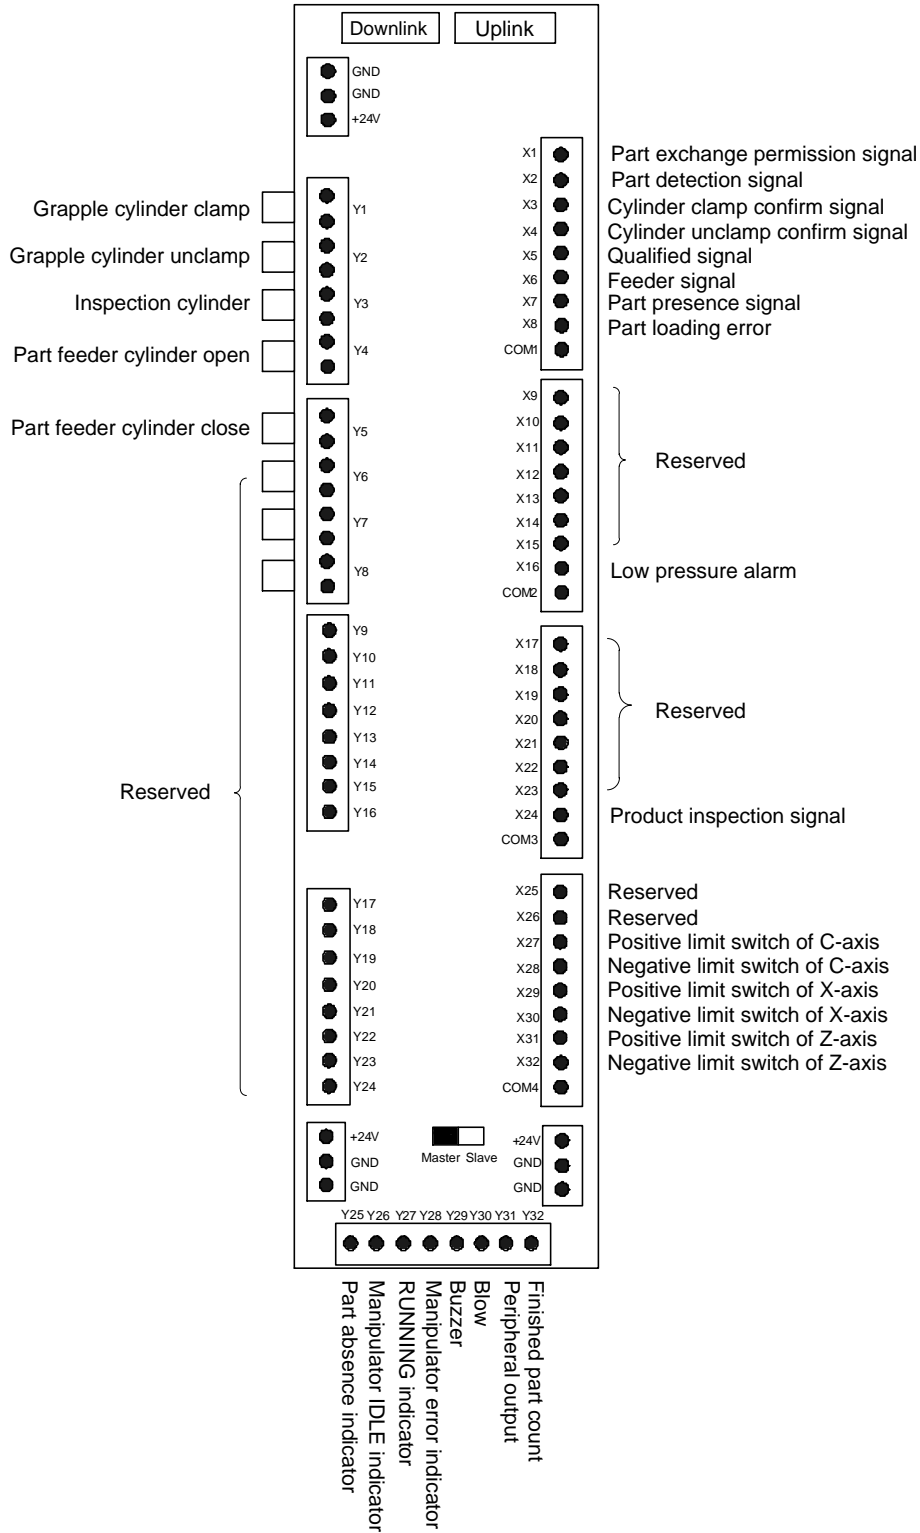 Downlink
Uplink
GND
GND
+24V
X1 Part exchange permission signal
X2 Part detection signal
X3 Cylinder clamp confirm signal
X4 Cylinder unclamp confirm signal
X5 Qualified signal
X6 Feeder signal
X7 Part presence signal
X8 Part loading error
COM1
Grapple cylinder clamp Y1
Grapple cylinder unclamp Y2
Inspection cylinder Y3
Part feeder cylinder open Y4
Part feeder cylinder close Y5
Y6
Y7
Y8
X9
X10
X11
X12
X13
X14
X15
Reserved
X16 Low pressure alarm
COM2
Y9
Y10
Y11
Y12
Y13
Y14
Y15
Y16
Reserved
X17
X18
X19
X20
X21
X22
X23
Reserved
X24 Product inspection signal
COM3
Y17
Y18
Y19
Y20
Y21
Y22
Y23
Y24
X25 Reserved
X26 Reserved
X27 Positive limit switch of C-axis
X28 Negative limit switch of C-axis
X29 Positive limit switch of X-axis
X30 Negative limit switch of X-axis
X31 Positive limit switch of Z-axis
X32 Negative limit switch of Z-axis
COM4
+24V
GND
GND
Master Slave
+24V
GND
GND
Y25 Y26 Y27 Y28 Y29 Y30 Y31 Y32
Part absence indicator
Manipulator IDLE indicator
RUNNING indicator
Manipulator error indicator
Buzzer
Blow
Peripheral output
Finished part count